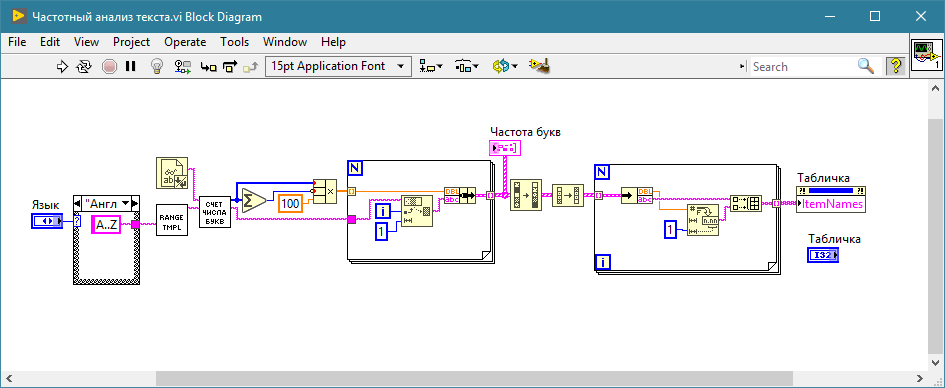 Частотный анализ текста.vi Block Diagram
File Edit View Project Operate Tools Window Help
15pt Application Font
Search
1
Частота букв
N
N
Табличка
ItemNames
Язык
"Англ
A..Z
RANGE
TMPL
СЧЕТ
ЧИСЛА
БУКВ
Σ
100
x
DBL
abc
i
1
DBL
abc
1
i
Табличка
I32